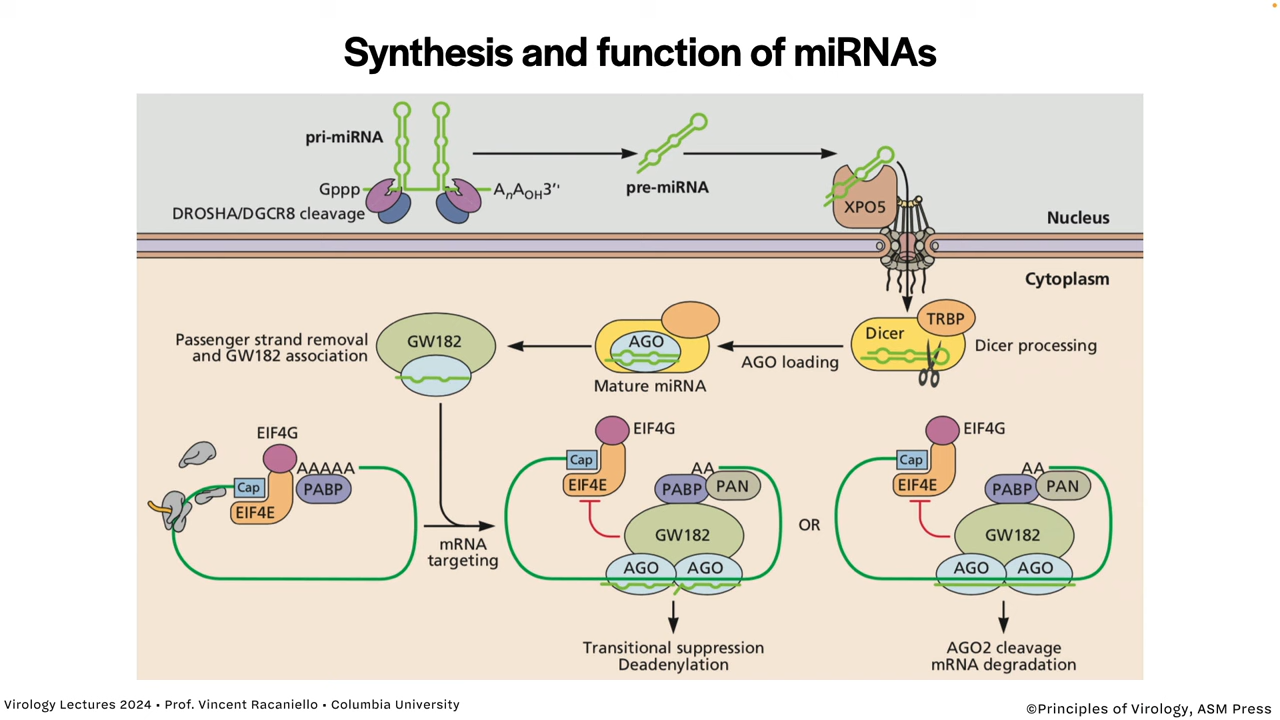 Synthesis and function of miRNAs
pri-miRNA
Gppp
AnAOH3'
DROSHA/DGCR8 cleavage
pre-miRNA
XPO5
Nucleus
Cytoplasm
Dicer
TRBP
Dicer processing
AGO loading
AGO
Mature miRNA
GW182
Passenger strand removal
and GW182 association
EIF4G
AAAAA
Cap
PABP
EIF4E
mRNA
targeting
EIF4G
Cap
EIF4E
AA
PABP
PAN
GW182
AGO
AGO
Transitional suppression
Deadenylation
OR
EIF4G
Cap
EIF4E
AA
PABP
PAN
GW182
AGO
AGO
AGO2 cleavage
mRNA degradation
Virology Lectures 2024 • Prof. Vincent Racaniello • Columbia University
©Principles of Virology, ASM Press